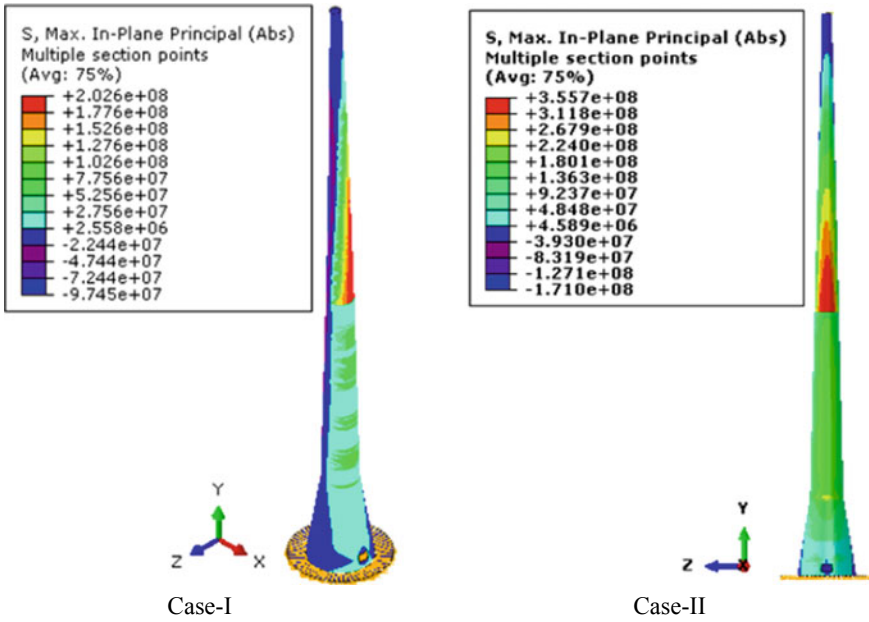 S, Max. In-Plane Principal (Abs)
Multiple section points
(Avg: 75%)
+2.026e+08
+1.776e+08
+1.526e+08
+1.276e+08
+1.026e+08
+7.756e+07
+5.256e+07
+2.756e+07
+2.558e+06
-2.244e+07
-4.744e+07
-7.244e+07
-9.745e+07
Y
Z
X
Case-I
S, Max. In-Plane Principal (Abs)
Multiple section points
(Avg: 75%)
+3.557e+08
+3.118e+08
+2.679e+08
+2.240e+08
+1.801e+08
+1.363e+08
+9.237e+07
+4.848e+07
+4.589e+06
-3.930e+07
-8.319e+07
-1.271e+08
-1.710e+08
Y
Z
X
Case-II